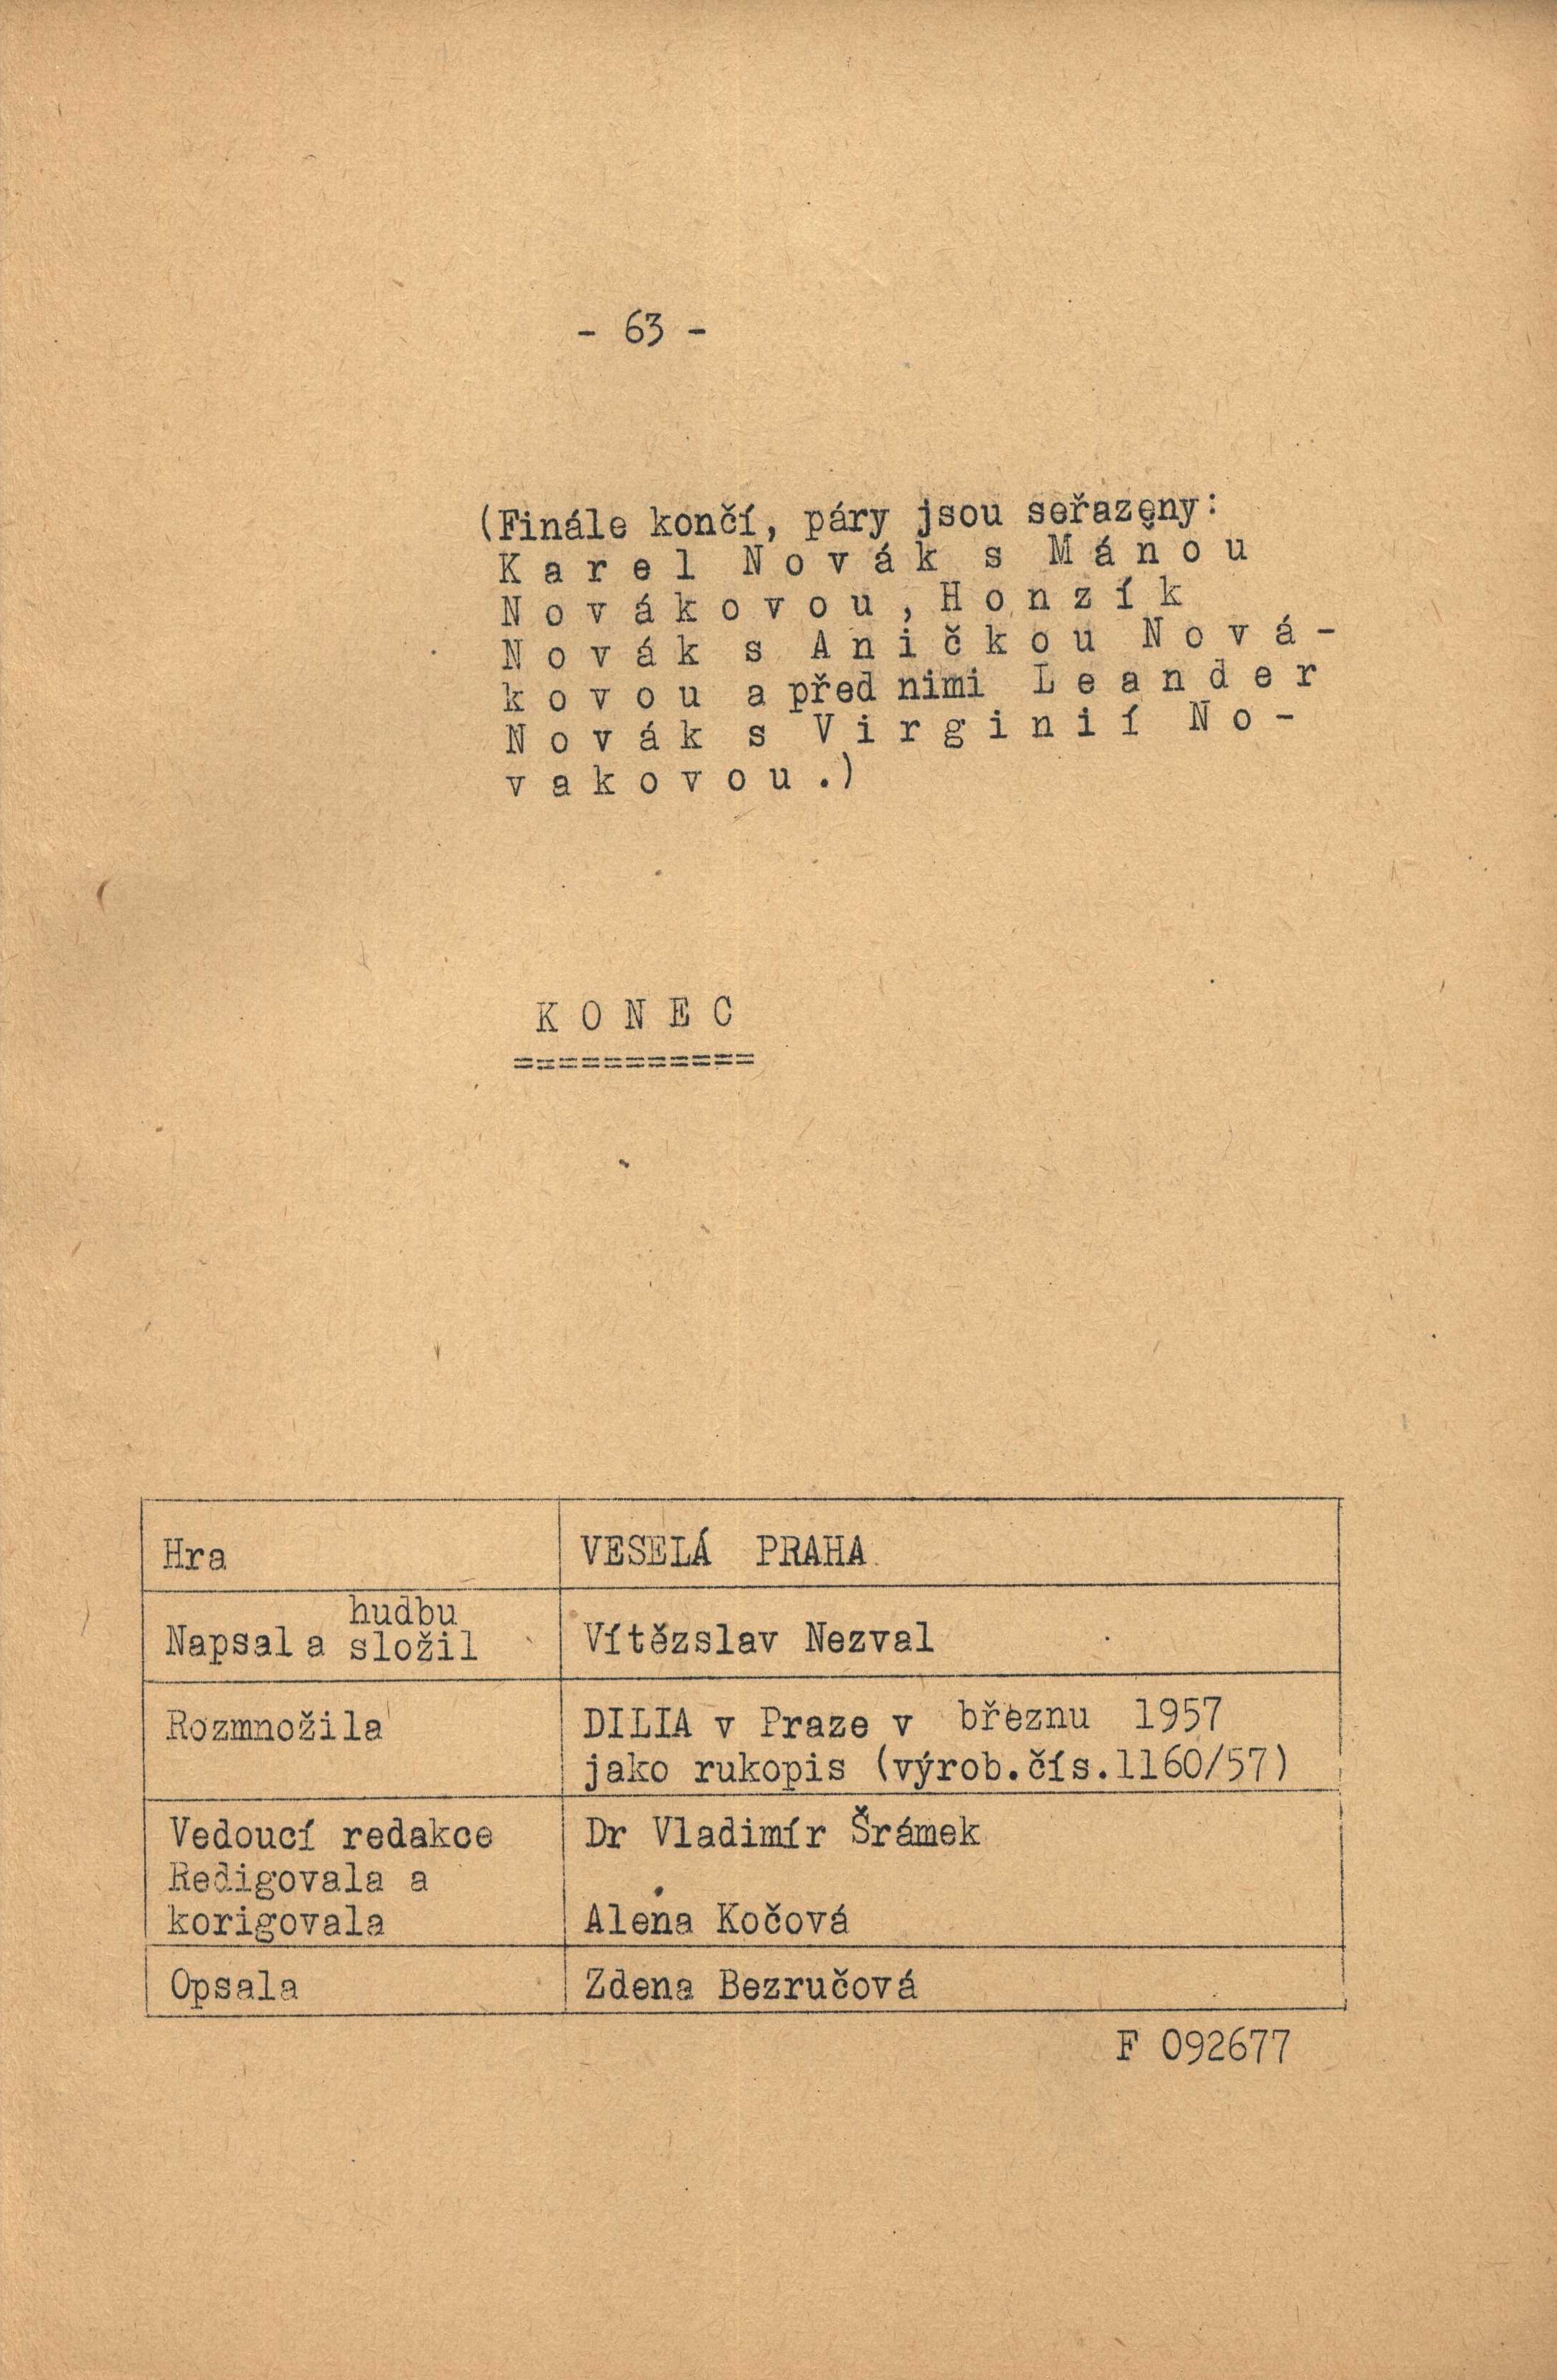 - 63 -
(Finále končí, páry jsou seřazeny:
K a r e l  N o v á k  s  M á n o u
N o v á k o v o u , H o n z í k
N o v á k  s  A n i č k o u  N o v á -
k o v o u  a před nimi  L e a n d e r
N o v á k  s  V i r g i n i í  N o -
v a k o v o u .)
K O N E C
===========
Hra VESELÁ PRAHA
hudbu
Napsal a složil Vítězslav Nezval
Rozmnožila DILIA v Praze v březnu 1957
jako rukopis (výrob.čís.1160/57)
Vedoucí redakce Dr Vladimír Šrámek
Redigovala a
korigovala Alena Kočová
Opsala Zdena Bezručová
F 092677